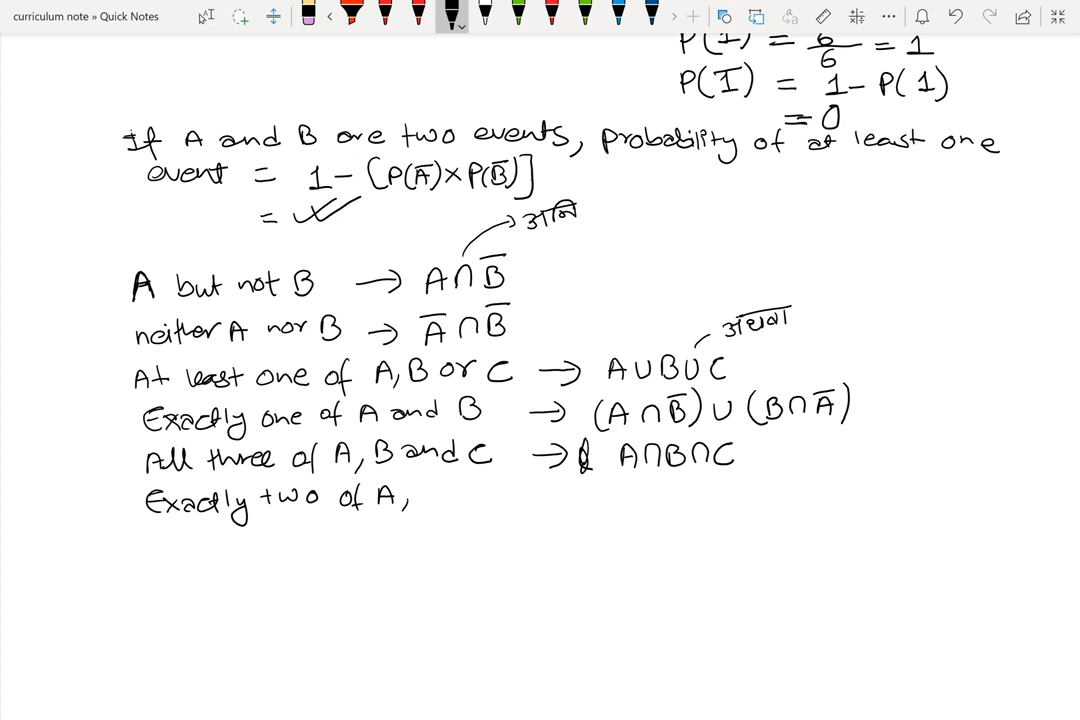 curriculum note » Quick Notes
P(I) = 6/6 = 1
P(I̅) = 1 - P(1)
= 0
If A and B are two events, probability of at least one
event = 1 - [P(A̅) × P(B̅)]
= ✓
→ अनि
A but not B → A ∩ B̅
neither A nor B → A̅ ∩ B̅
अथवा
At least one of A, B or C → A ∪ B ∪ C
Exactly one of A and B → (A ∩ B̅) ∪ (B ∩ A̅)
All three of A, B and C → A ∩ B ∩ C
Exactly two of A,